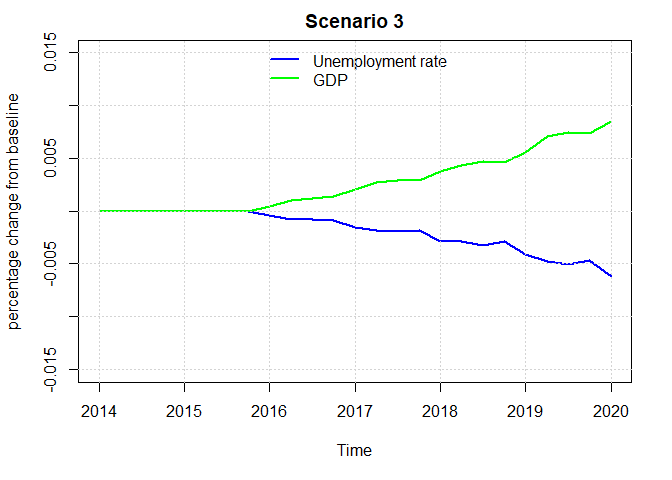 Scenario 3
Unemployment rate
GDP
percentage change from baseline
0.015
0.005
-0.005
-0.015
2014 2015 2016 2017 2018 2019 2020
Time